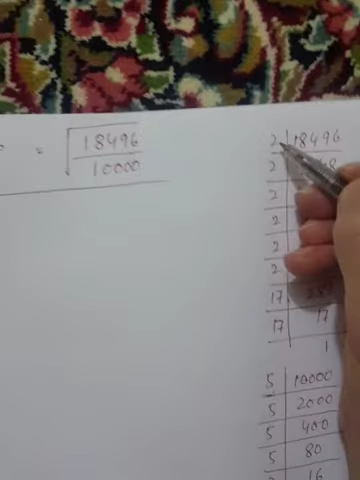 = √ 18496
10000
2 | 18496
2 | 48
2
2
2
2
17
17 | 17
1
5 | 10000
5 | 2000
5 | 400
5 | 80
16